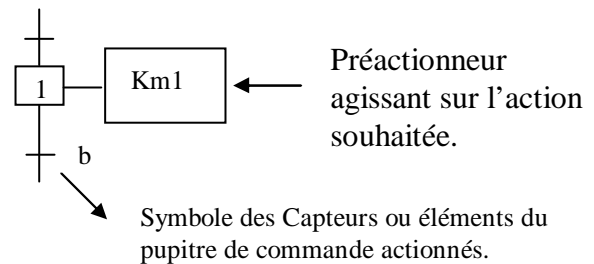 1
Km1
Préactionneur
agissant sur l'action
souhaitée.
b
Symbole des Capteurs ou éléments du
pupitre de commande actionnés.